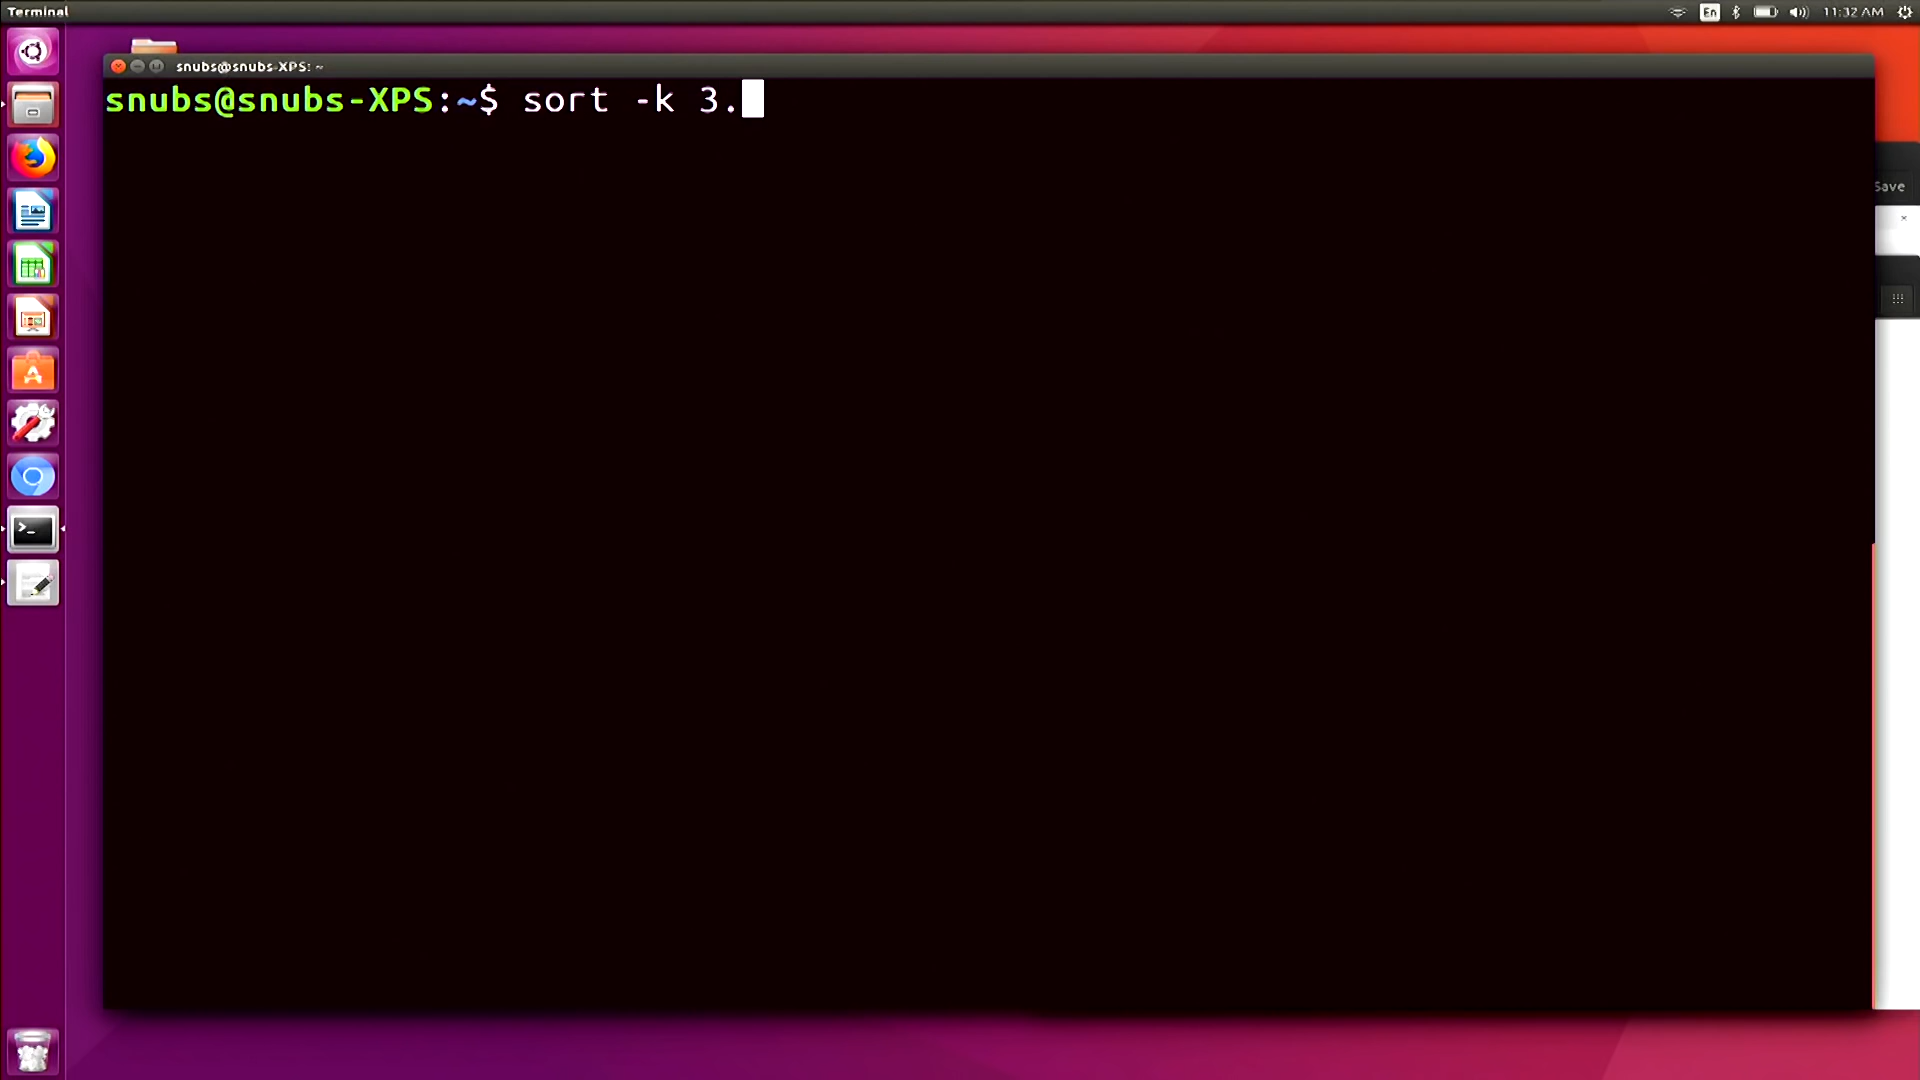 Terminal
En
11:32 AM
snubs@snubs-XPS: ~
snubs@snubs-XPS:~$ sort -k 3.
Save